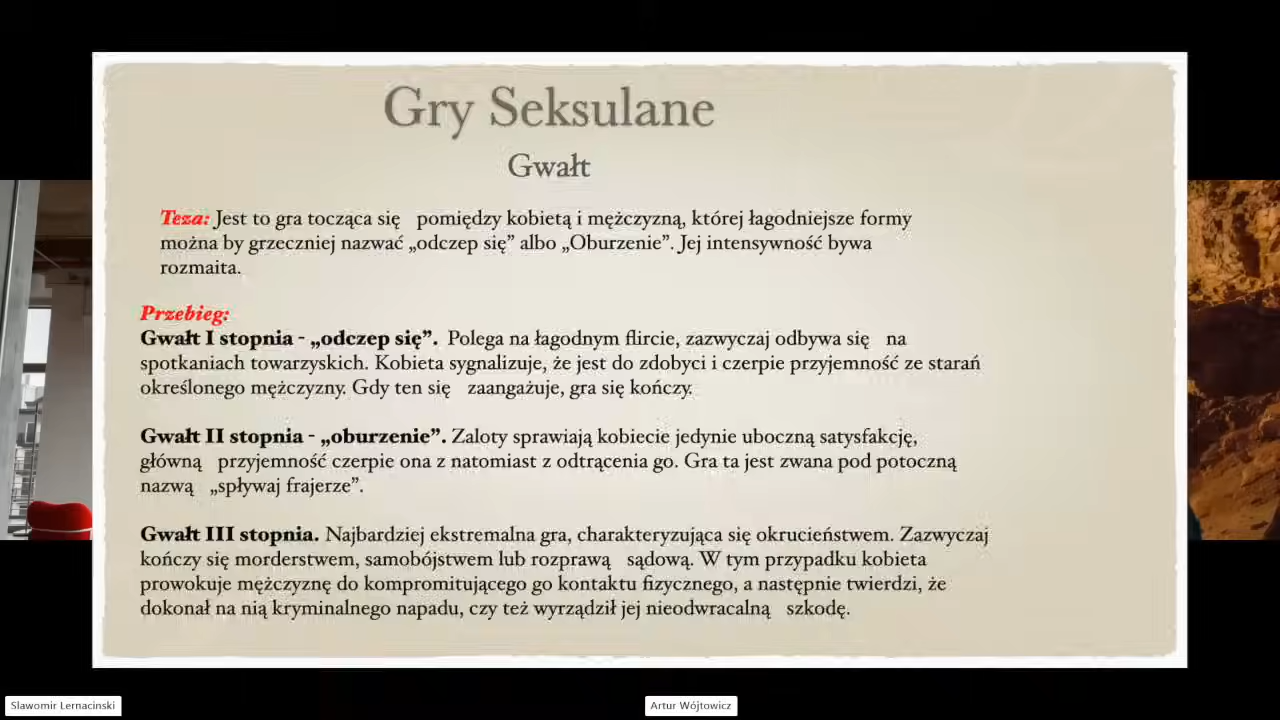 Gry Seksulane
Gwałt
Teza: Jest to gra tocząca się pomiędzy kobietą i mężczyzną, której łagodniejsze formy
można by grzeczniej nazwać „odczep się” albo „Oburzenie”. Jej intensywność bywa
rozmaita.
Przebieg:
Gwałt I stopnia - „odczep się”. Polega na łagodnym flircie, zazwyczaj odbywa się na
spotkaniach towarzyskich. Kobieta sygnalizuje, że jest do zdobyci i czerpie przyjemność ze starań
określonego mężczyzny. Gdy ten się zaangażuje, gra się kończy.
Gwałt II stopnia - „oburzenie”. Zaloty sprawiają kobiecie jedynie uboczną satysfakcję,
główną przyjemność czerpie ona z natomiast z odtrącenia go. Gra ta jest zwana pod potoczną
nazwą „spływaj frajerze”.
Gwałt III stopnia. Najbardziej ekstremalna gra, charakteryzująca się okrucieństwem. Zazwyczaj
kończy się morderstwem, samobójstwem lub rozprawą sądową. W tym przypadku kobieta
prowokuje mężczyznę do kompromitującego go kontaktu fizycznego, a następnie twierdzi, że
dokonał na nią kryminalnego napadu, czy też wyrządził jej nieodwracalną szkodę.
Slawomir Lernacinski
Artur Wójtowicz